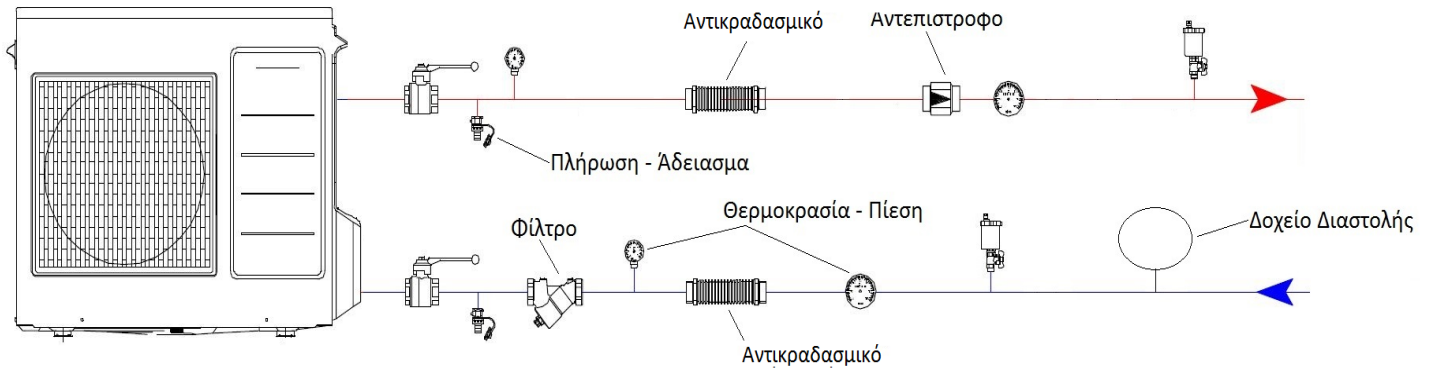 Αντικραδασμικό
Αντεπιστροφο
Πλήρωση - Άδειασμα
Φίλτρο
Θερμοκρασία - Πίεση
Δοχείο Διαστολής
Αντικραδασμικό